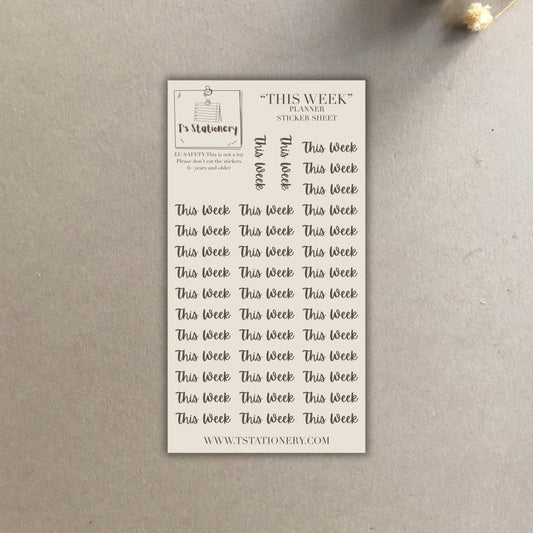 T's Stationery
EU SAFETY:This is not a toy
Please don't eat the stickers
6+ years and older
“THIS WEEK”
PLANNER
STICKER SHEET
This Week
This Week
This Week
This Week
This Week
This Week This Week This Week
This Week This Week This Week
This Week This Week This Week
This Week This Week This Week
This Week This Week This Week
This Week This Week This Week
This Week This Week This Week
This Week This Week This Week
This Week This Week This Week
This Week This Week This Week
This Week This Week This Week
WWW.TSTATIONERY.COM